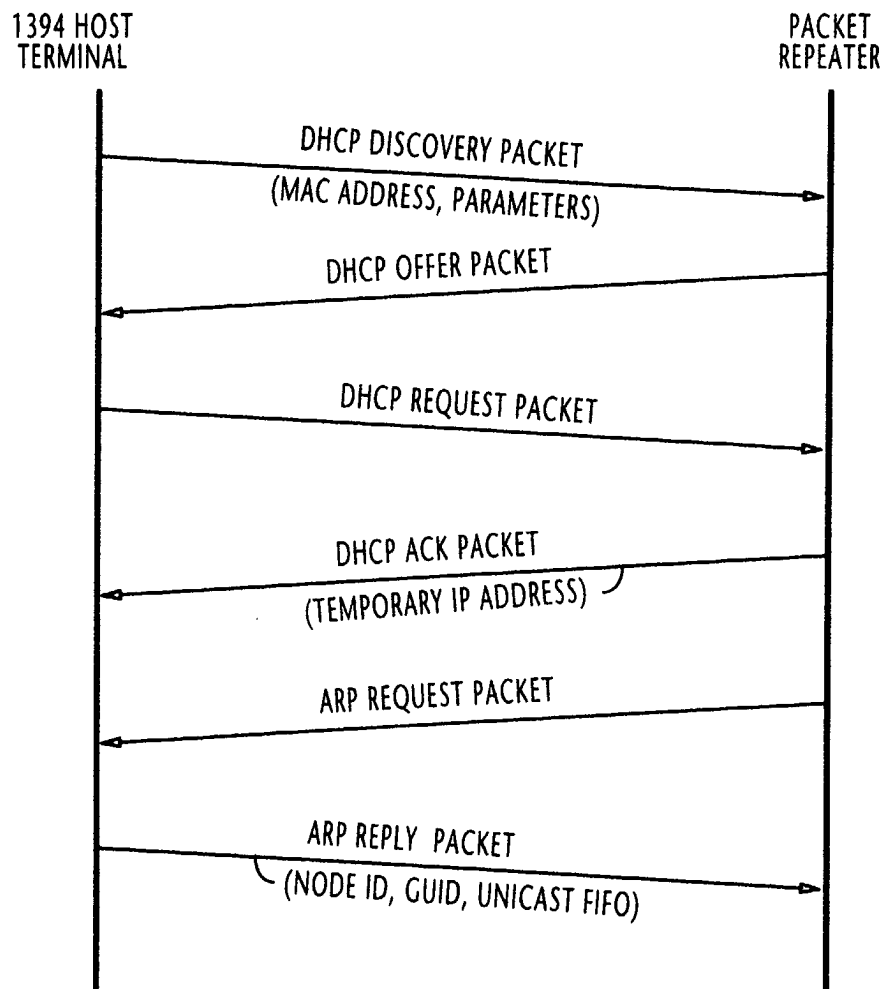 1394 HOST
TERMINAL
PACKET
REPEATER
DHCP DISCOVERY PACKET
(MAC ADDRESS, PARAMETERS)
DHCP OFFER PACKET
DHCP REQUEST PACKET
DHCP ACK PACKET
(TEMPORARY IP ADDRESS)
ARP REQUEST PACKET
ARP REPLY PACKET
(NODE ID, GUID, UNICAST FIFO)